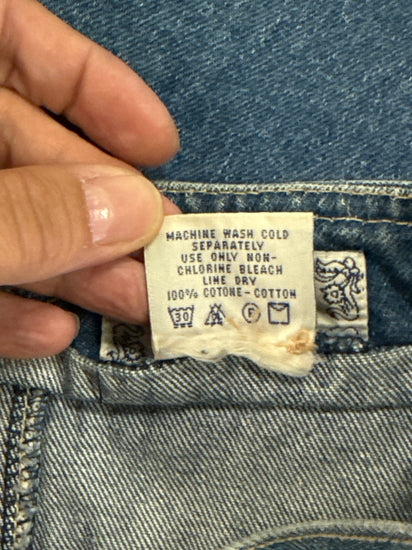 MACHINE WASH COLD
SEPARATELY
USE ONLY NON-
CHLORINE BLEACH
LINE DRY
100% COTONE-COTTON
30 F